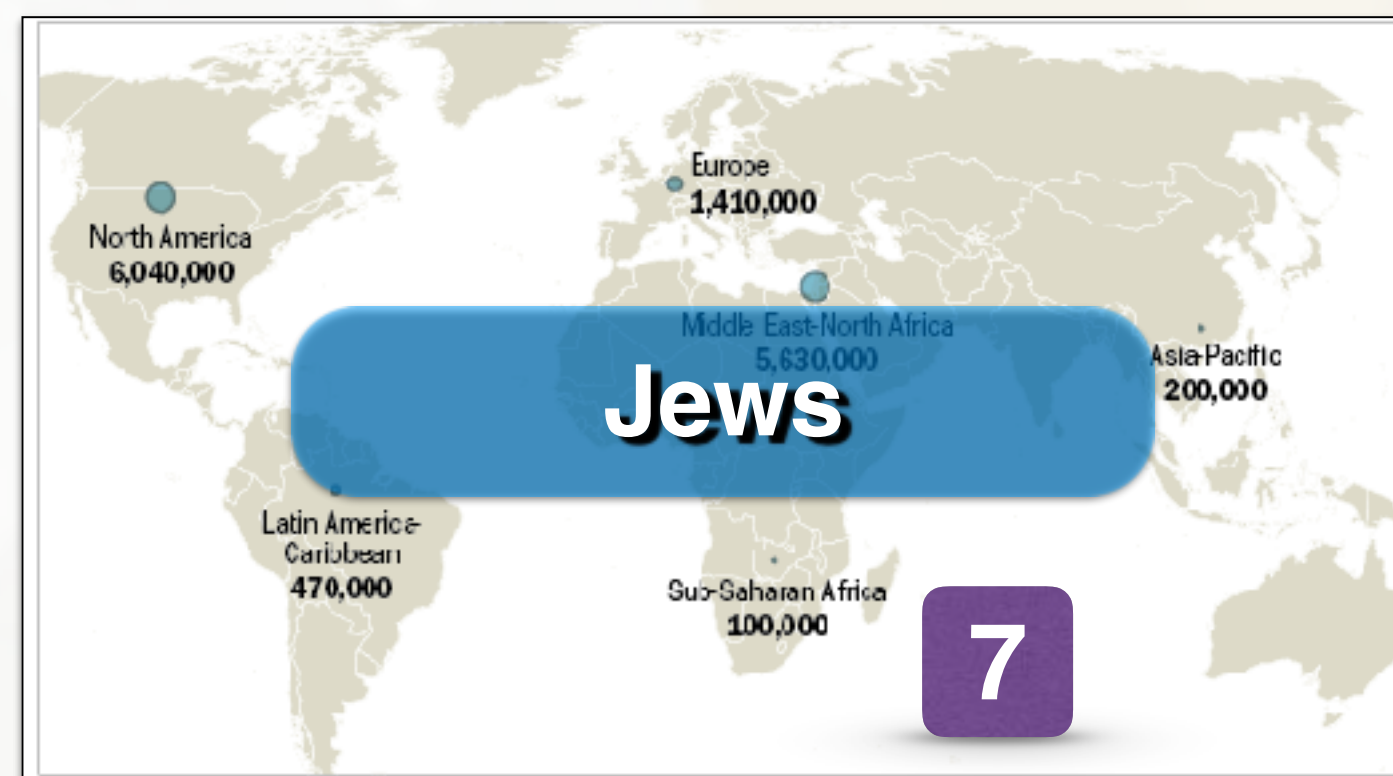 Europe
1,410,000
North America
6,040,000
Middle East-North Africa
5,630,000
Asia-Pacific
200,000
Jews
Latin America-
Caribbean
470,000
Sub-Saharan Africa
100,000
7